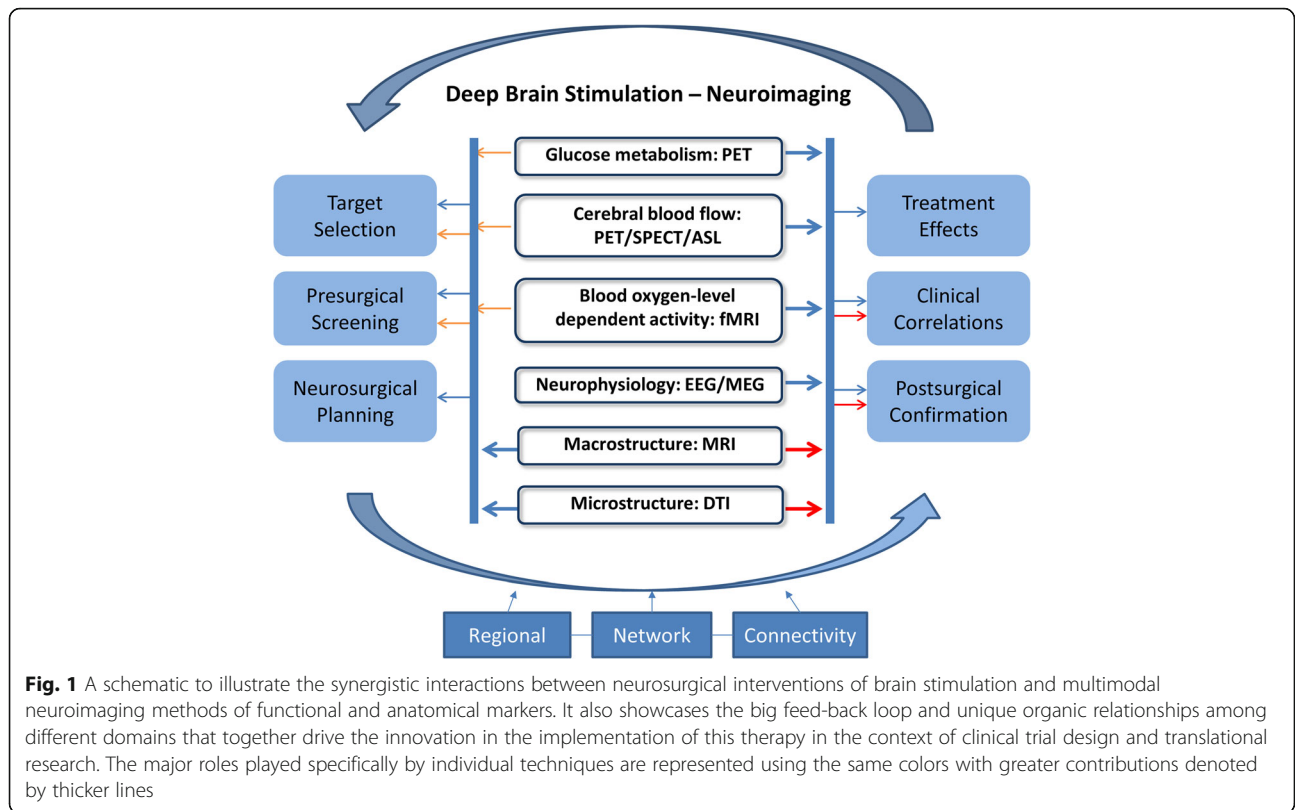 Deep Brain Stimulation – Neuroimaging
Glucose metabolism: PET
Target
Selection
Cerebral blood flow:
PET/SPECT/ASL
Treatment
Effects
Presurgical
Screening
Blood oxygen-level
dependent activity: fMRI
Clinical
Correlations
Neurosurgical
Planning
Neurophysiology: EEG/MEG
Postsurgical
Confirmation
Macrostructure: MRI
Microstructure: DTI
Regional
Network
Connectivity
Fig. 1 A schematic to illustrate the synergistic interactions between neurosurgical interventions of brain stimulation and multimodal
neuroimaging methods of functional and anatomical markers. It also showcases the big feed-back loop and unique organic relationships among
different domains that together drive the innovation in the implementation of this therapy in the context of clinical trial design and translational
research. The major roles played specifically by individual techniques are represented using the same colors with greater contributions denoted
by thicker lines